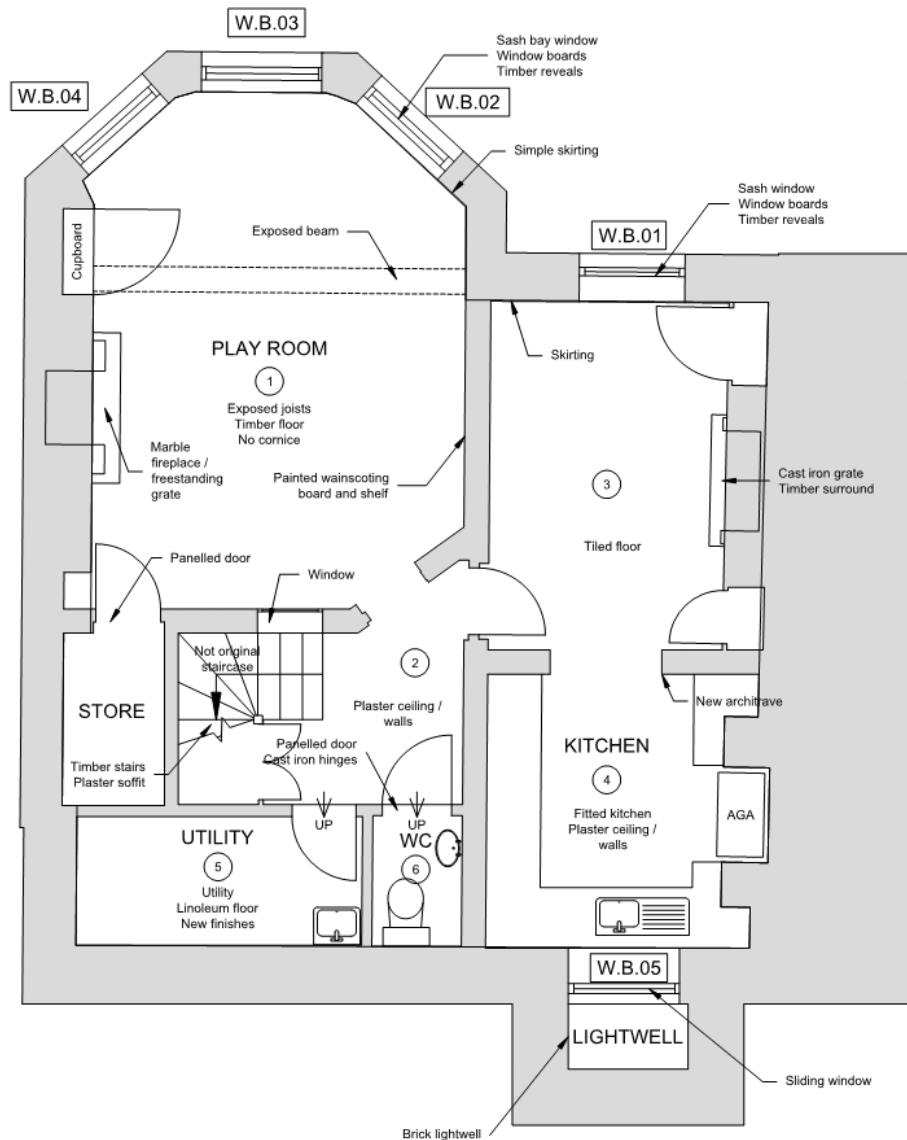 W.B.03
Sash bay window
Window boards
Timber reveals
W.B.04
W.B.02
Simple skirting
Sash window
Window boards
Timber reveals
W.B.01
Cupboard
Exposed beam
PLAY ROOM
1
Exposed joists
Timber floor
No cornice
Skirting
Marble
fireplace /
freestanding
grate
Painted wainscoting
board and shelf
3
Cast iron grate
Timber surround
Tiled floor
Panelled door
Window
Not original
staircase
2
Plaster ceiling /
walls
New architrave
STORE
Timber stairs
Plaster soffit
Panelled door
Cast iron hinges
KITCHEN
4
Fitted kitchen
Plaster ceiling /
walls
AGA
UP
UP
UTILITY
5
Utility
Linoleum floor
New finishes
WC
6
W.B.05
LIGHTWELL
Sliding window
Brick lightwell